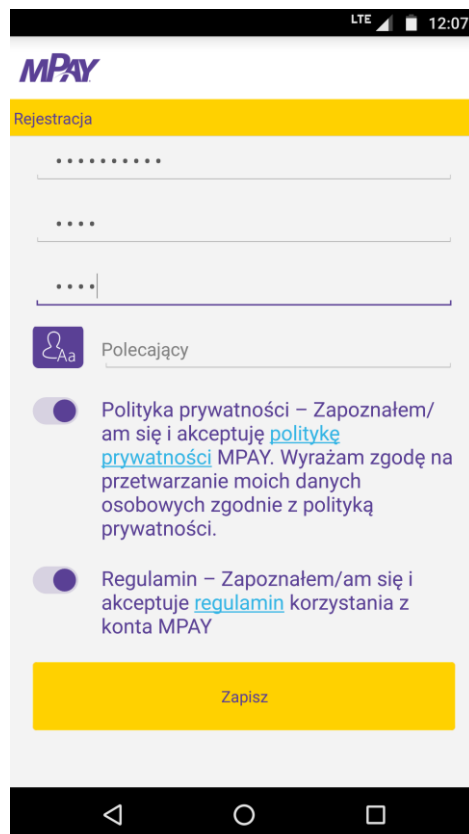 LTE 12:07
MPAY
Rejestracja
••••••••••
••••
••••
Aa
Polecający
Polityka prywatności – Zapoznałem/
am się i akceptuję politykę
prywatności MPAY. Wyrażam zgodę na
przetwarzanie moich danych
osobowych zgodnie z polityką
prywatności.
Regulamin – Zapoznałem/am się i
akceptuje regulamin korzystania z
konta MPAY
Zapisz